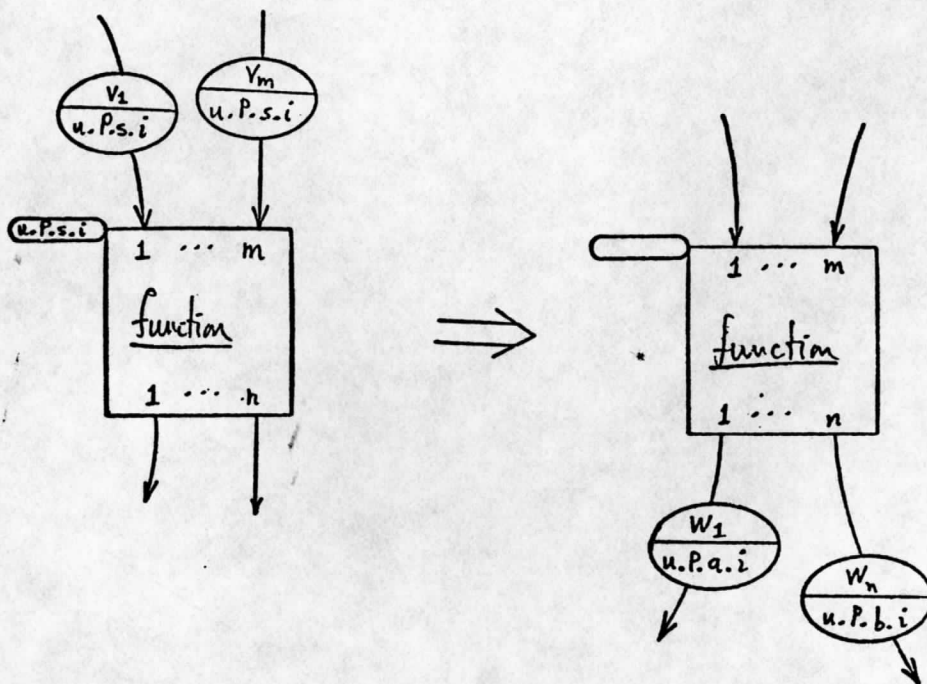 V1
u.P.s.i
Vm
u.P.s.i
u.P.s.i
1 ... m
function
1 ... n
1 ... m
function
1 ... n
W1
u.P.a.i
Wn
u.P.b.i